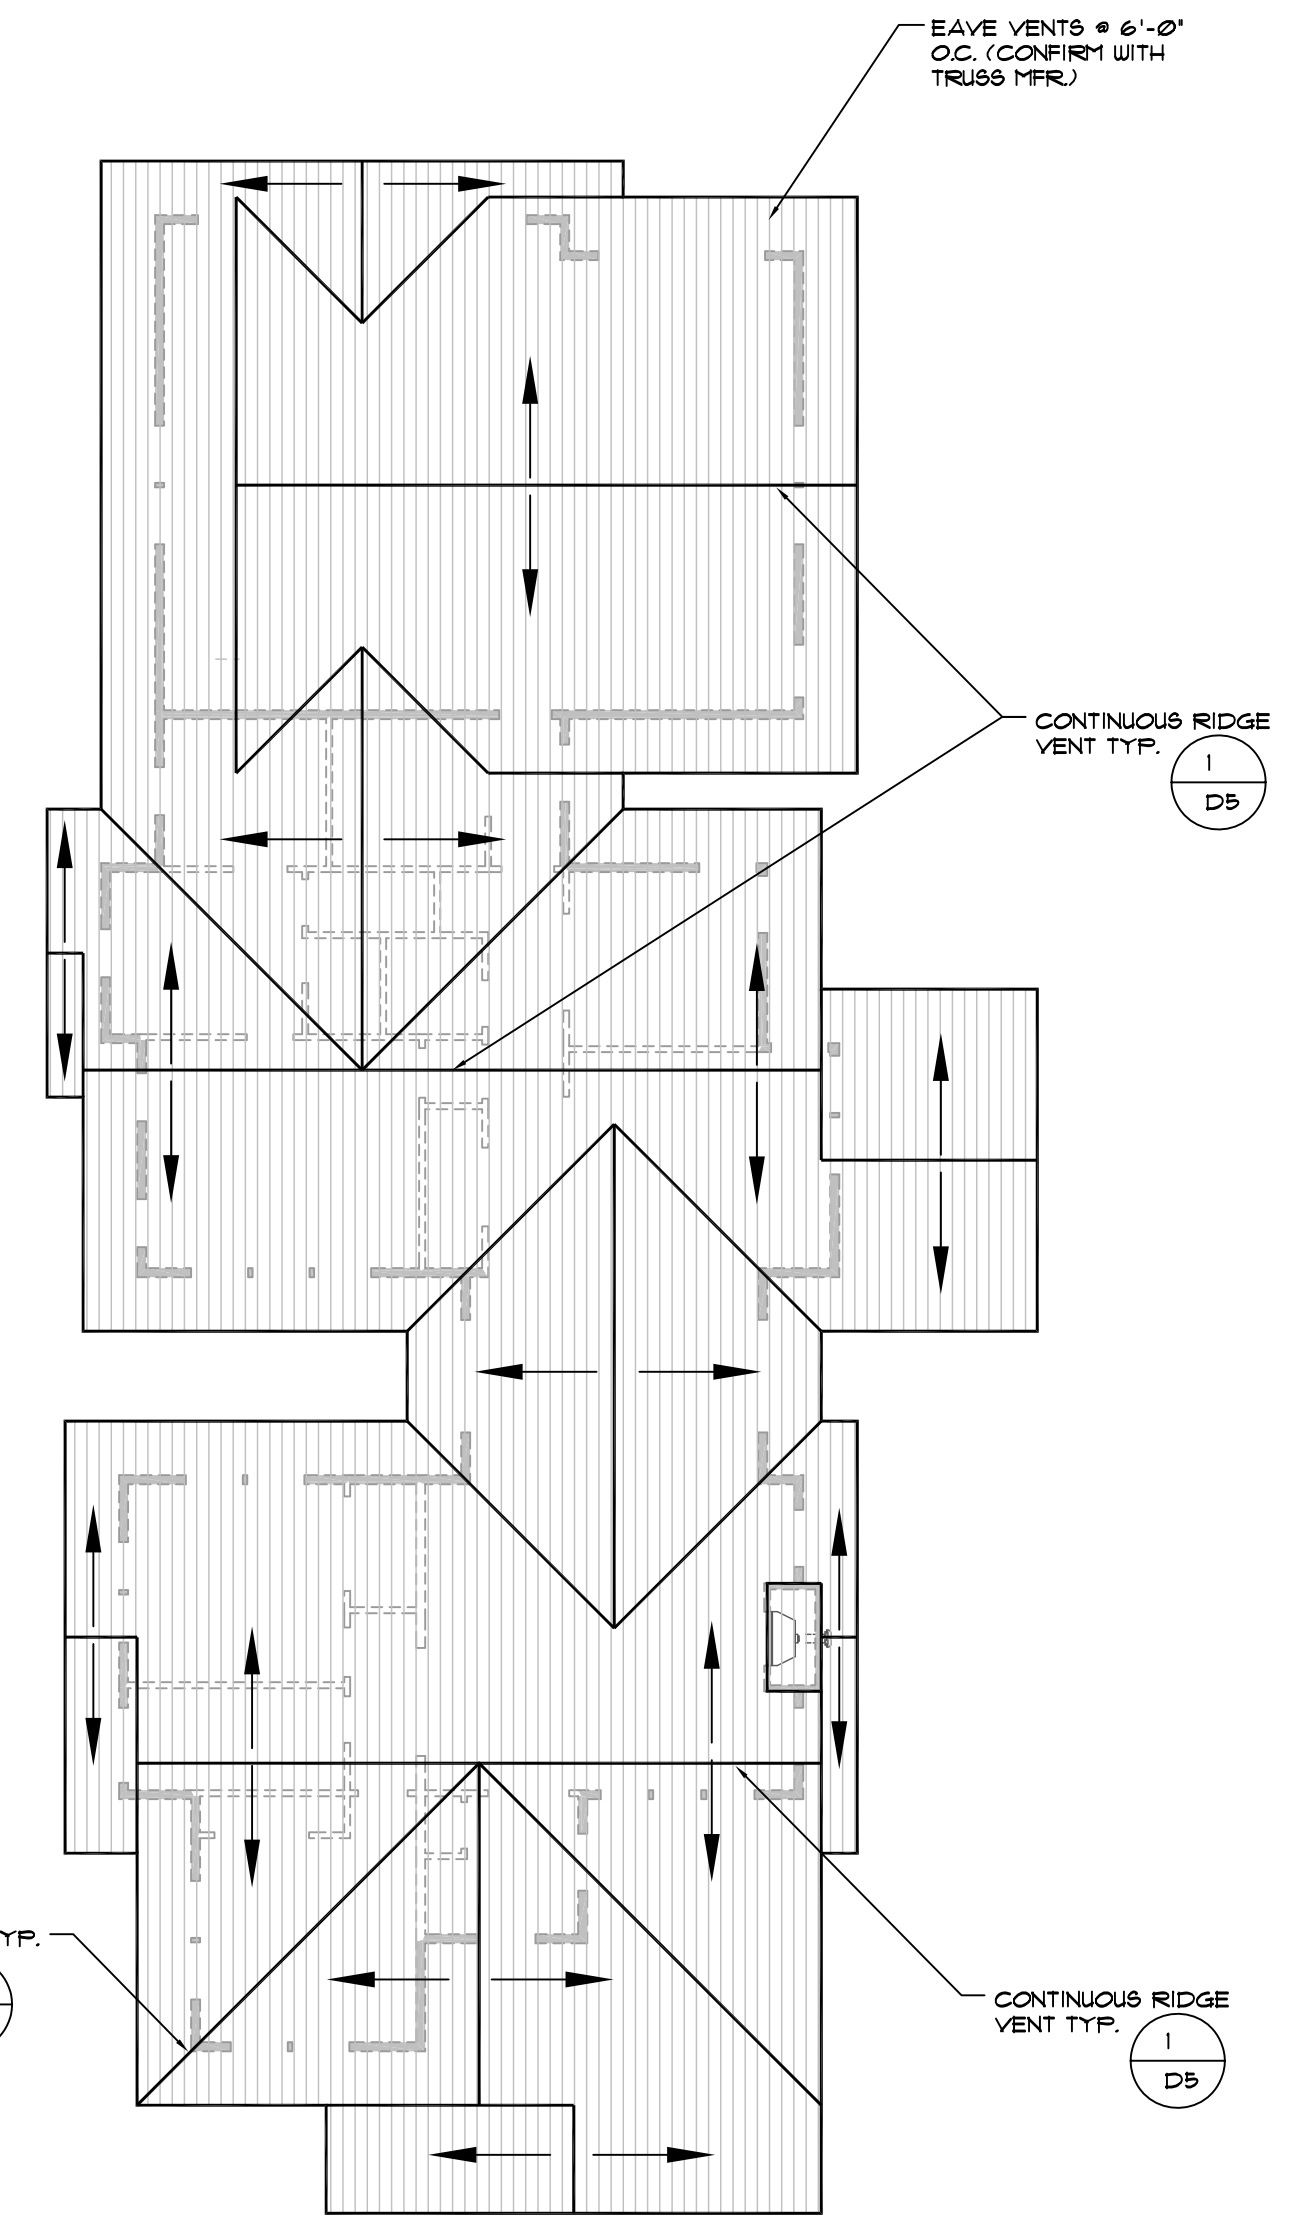 EAVE VENTS @ 6'-0"
O.C. (CONFIRM WITH
TRUSS MFR.)
CONTINUOUS RIDGE
VENT TYP.
1
D5
YP.
CONTINUOUS RIDGE
VENT TYP.
1
D5